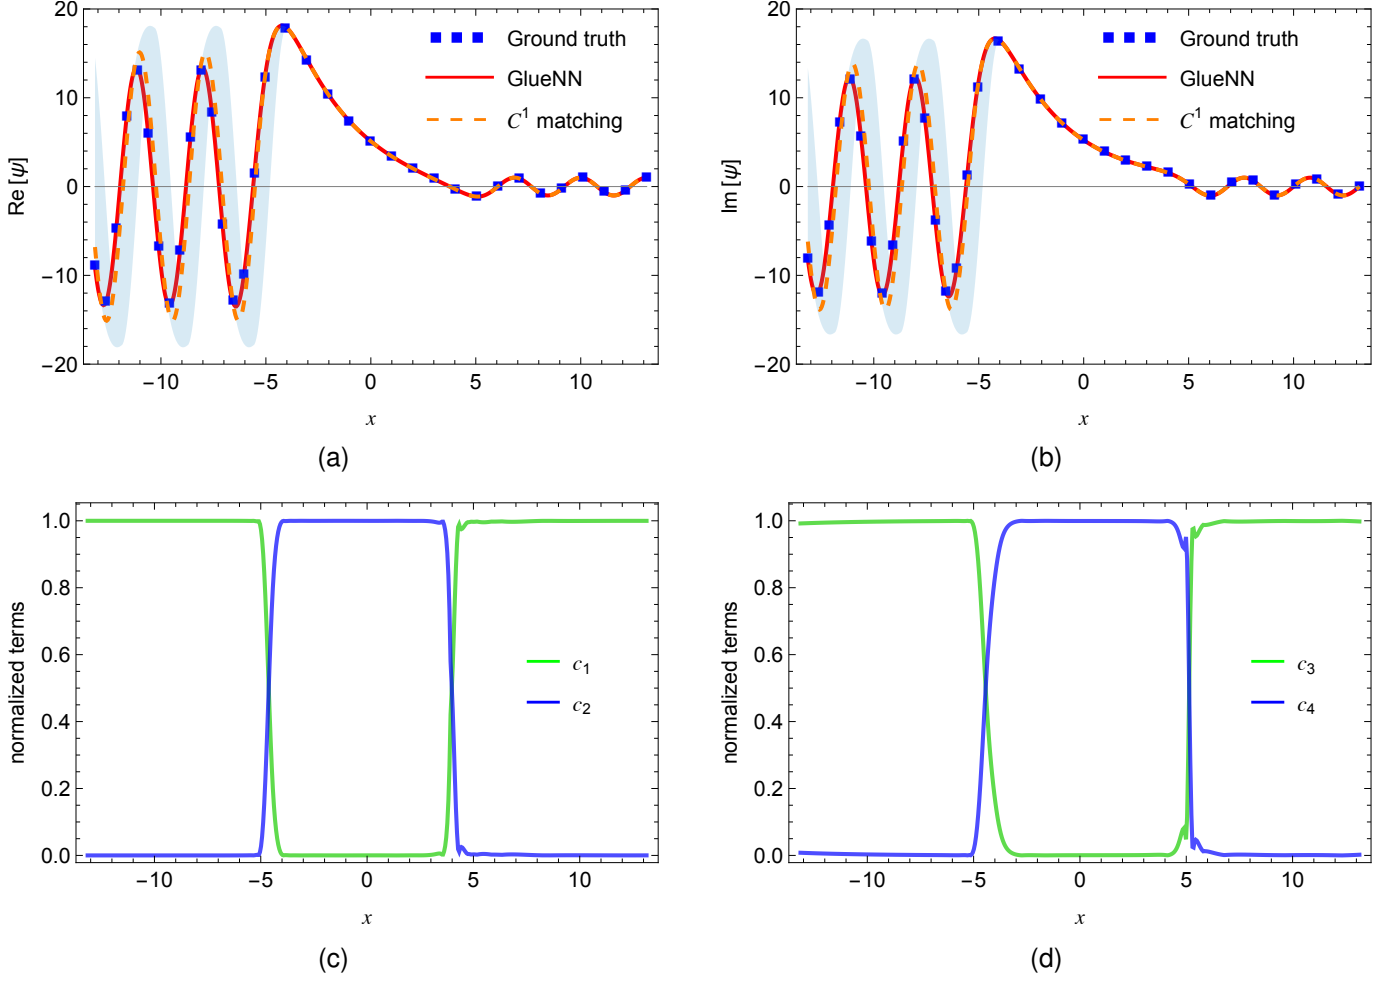 20
10
0
−10
−20
Re [ψ]
−10 −5 0 5 10
x
Ground truth
GlueNN
C¹ matching
(a)
20
10
0
−10
−20
Im [ψ]
−10 −5 0 5 10
x
Ground truth
GlueNN
C¹ matching
(b)
1.0
0.8
0.6
0.4
0.2
0.0
normalized terms
−10 −5 0 5 10
x
c₁
c₂
(c)
1.0
0.8
0.6
0.4
0.2
0.0
normalized terms
−10 −5 0 5 10
x
c₃
c₄
(d)